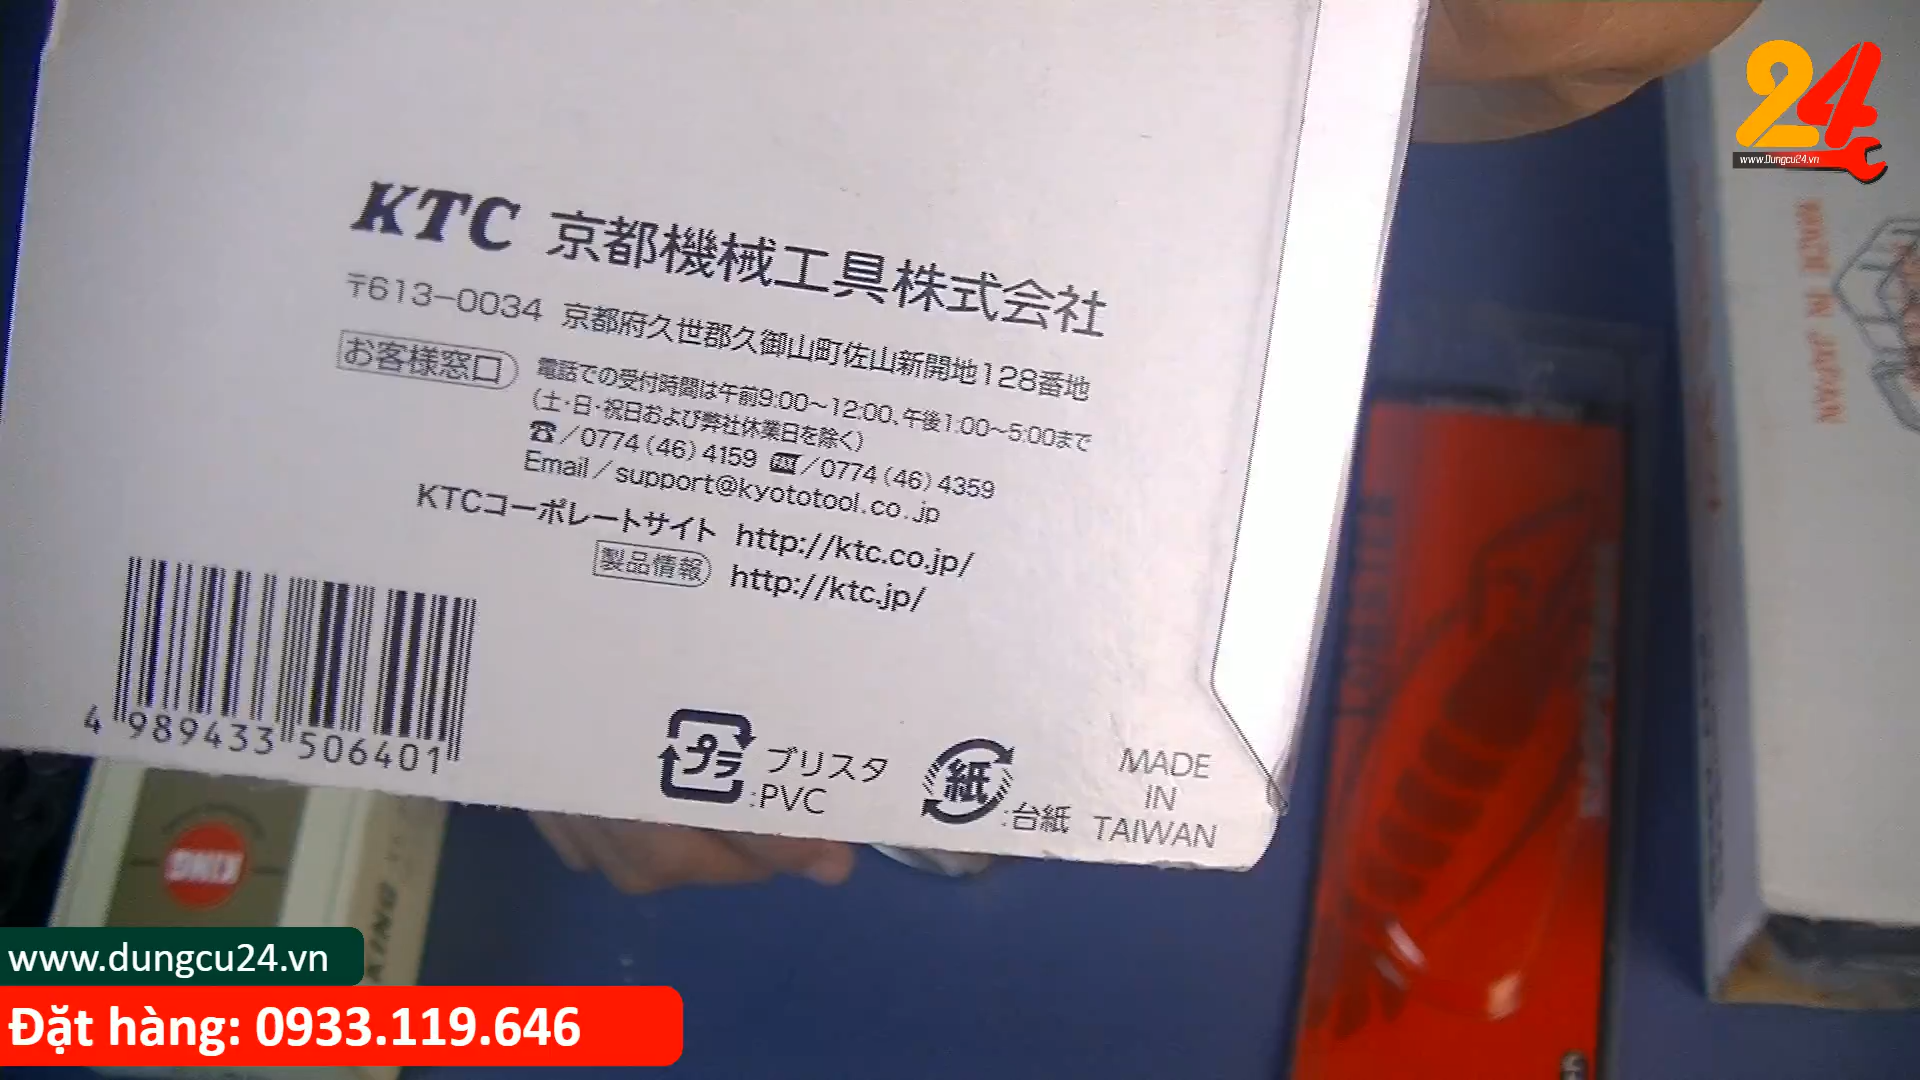 24
www.Dungcu24.vn
KTC 京都機械工具株式会社
〒613-0034 京都府久世郡久御山町佐山新開地128番地
お客様窓口 電話での受付時間は午前9:00〜12:00、午後1:00〜5:00まで
(土・日・祝日および弊社休業日を除く)
☎/0774(46)4159 FAX/0774(46)4359
Email/support@kyototool.co.jp
KTCコーポレートサイト http://ktc.co.jp/
製品情報 http://ktc.jp/
4 989433 506401
プラ ブリスタ
:PVC
紙 :台紙
MADE
IN
TAIWAN
MADE IN JAPAN
KING
KING
www.dungcu24.vn
Đặt hàng: 0933.119.646